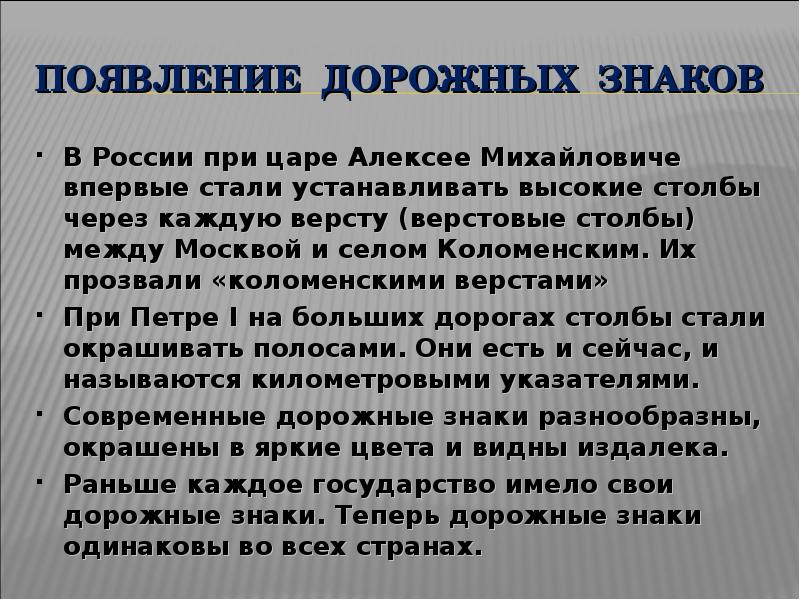 ПОЯВЛЕНИЕ ДОРОЖНЫХ ЗНАКОВ
В России при царе Алексее Михайловиче
впервые стали устанавливать высокие столбы
через каждую версту (верстовые столбы)
между Москвой и селом Коломенским. Их
прозвали «коломенскими верстами»
При Петре I на больших дорогах столбы стали
окрашивать полосами. Они есть и сейчас, и
называются километровыми указателями.
Современные дорожные знаки разнообразны,
окрашены в яркие цвета и видны издалека.
Раньше каждое государство имело свои
дорожные знаки. Теперь дорожные знаки
одинаковы во всех странах.